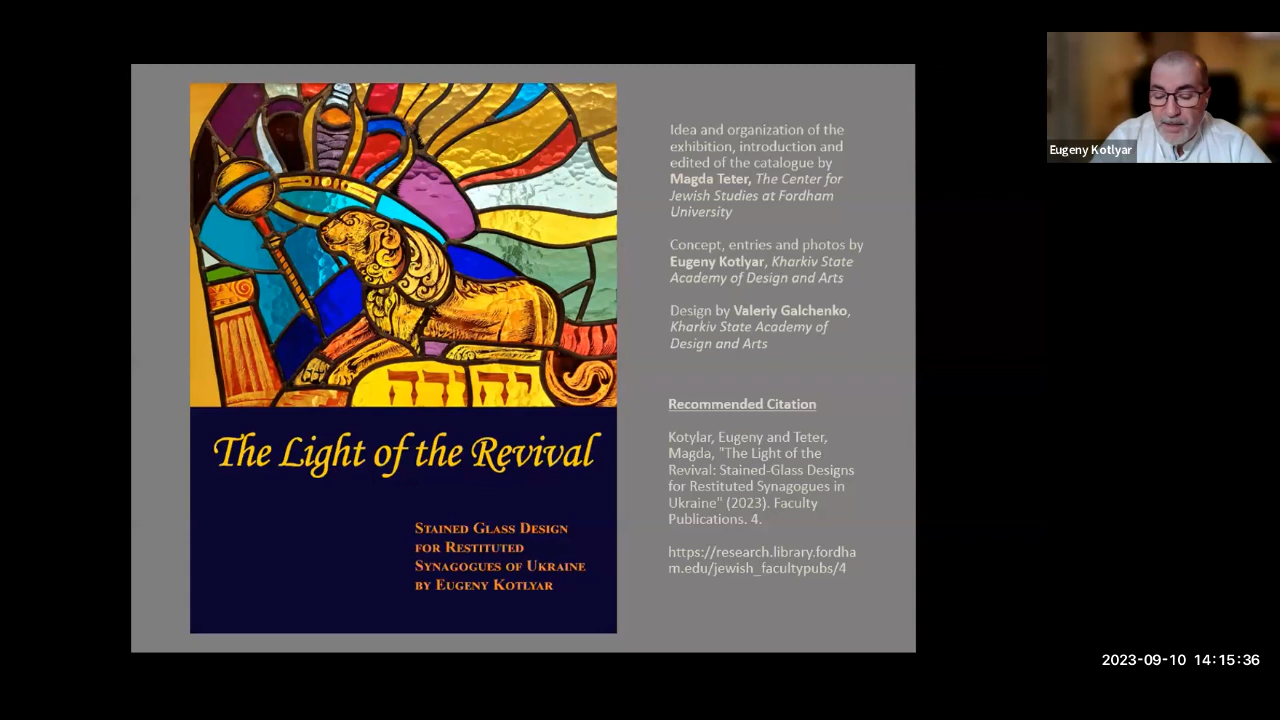 יהודה
The Light of the Revival
STAINED GLASS DESIGN
FOR RESTITUTED
SYNAGOGUES OF UKRAINE
BY EUGENY KOTLYAR
Idea and organization of the
exhibition, introduction and
edited of the catalogue by
Magda Teter, The Center for
Jewish Studies at Fordham
University
Concept, entries and photos by
Eugeny Kotlyar, Kharkiv State
Academy of Design and Arts
Design by Valeriy Galchenko,
Kharkiv State Academy of
Design and Arts
Recommended Citation
Kotylar, Eugeny and Teter,
Magda, "The Light of the
Revival: Stained-Glass Designs
for Restituted Synagogues in
Ukraine" (2023). Faculty
Publications. 4.
https://research.library.fordha
m.edu/jewish_facultypubs/4
Eugeny Kotlyar
2023-09-10 14:15:36